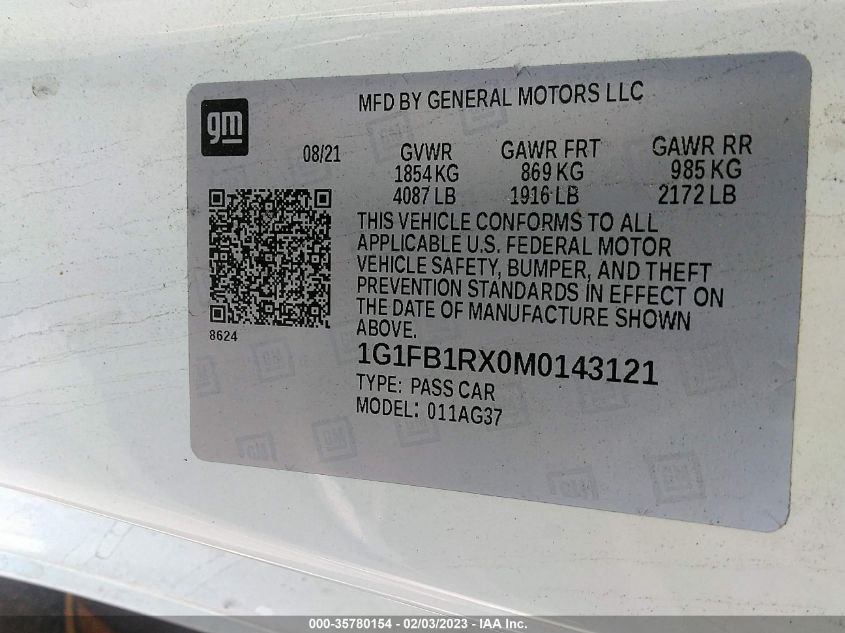 MFD BY GENERAL MOTORS LLC
gm
08/21
GVWR GAWR FRT GAWR RR
1854 KG 869 KG 985 KG
4087 LB 1916 LB 2172 LB
THIS VEHICLE CONFORMS TO ALL
APPLICABLE U.S. FEDERAL MOTOR
VEHICLE SAFETY, BUMPER, AND THEFT
PREVENTION STANDARDS IN EFFECT ON
THE DATE OF MANUFACTURE SHOWN
ABOVE.
8624
1G1FB1RX0M0143121
TYPE: PASS CAR
MODEL: 011AG37
000-35780154 - 02/03/2023 - IAA Inc.